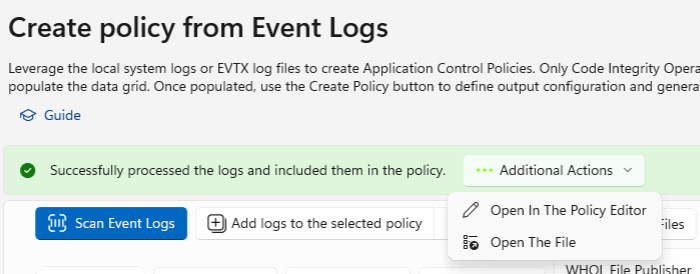 Create policy from Event Logs
Leverage the local system logs or EVTX log files to create Application Control Policies. Only Code Integrity Opera
populate the data grid. Once populated, use the Create Policy button to define output configuration and genera
Guide
Successfully processed the logs and included them in the policy.
Additional Actions
Open In The Policy Editor
Scan Event Logs
Add logs to the selected policy
Files
Open The File
WHQL File Publisher